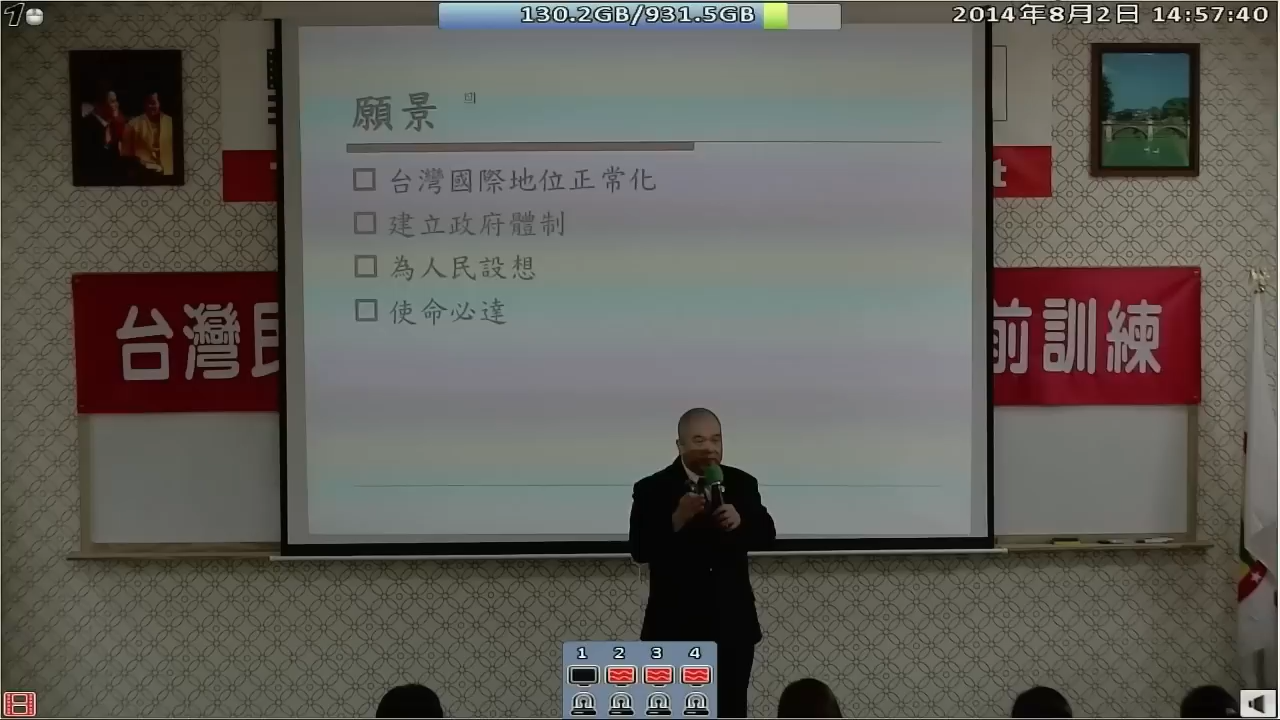 1
130.2GB/931.5GB
2014年8月2日 14:57:40
願景
台灣國際地位正常化
建立政府體制
為人民設想
使命必達
t
台灣民
前訓練
1 2 3 4